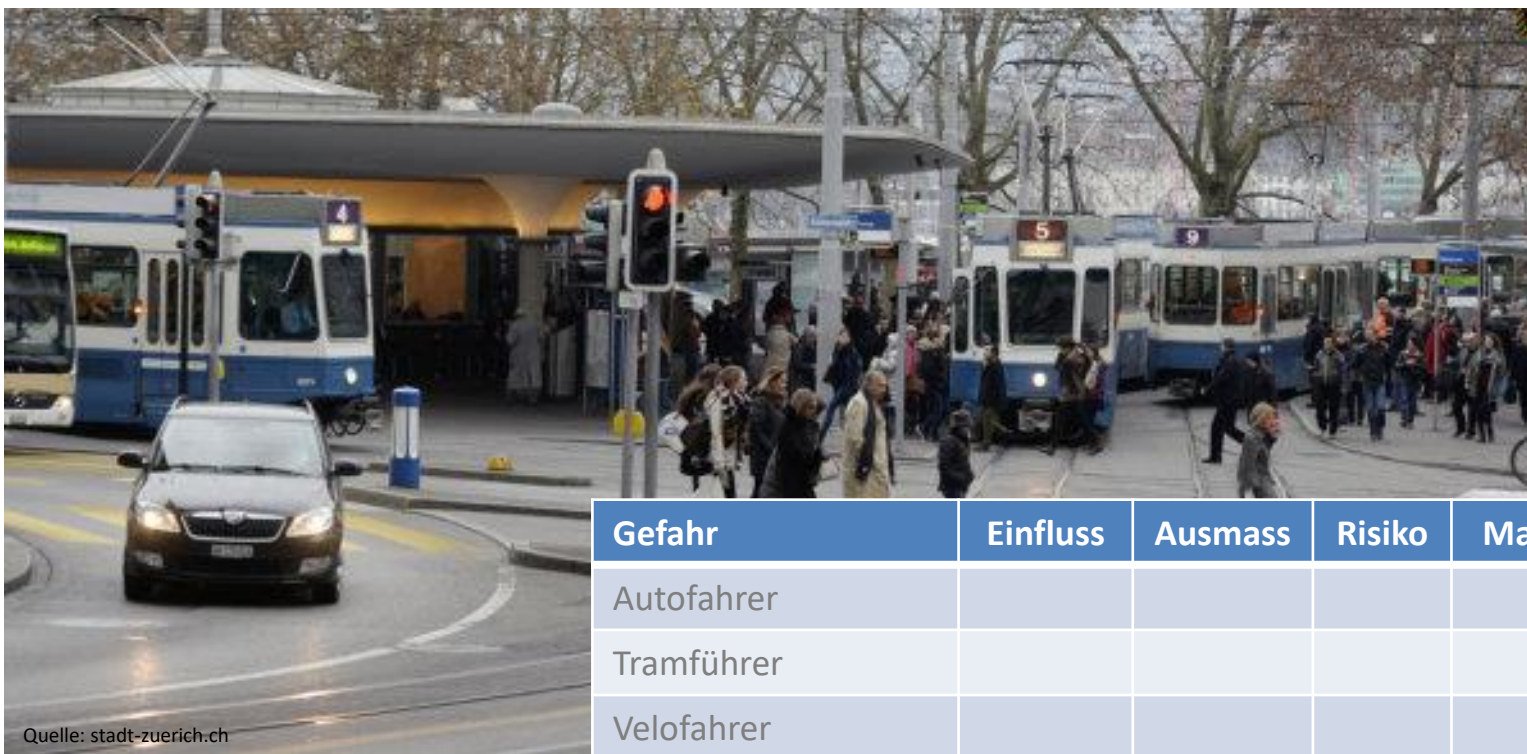 4
5
9
Gefahr Einfluss Ausmass Risiko Ma
Autofahrer
Tramführer
Velofahrer
Quelle: stadt-zuerich.ch